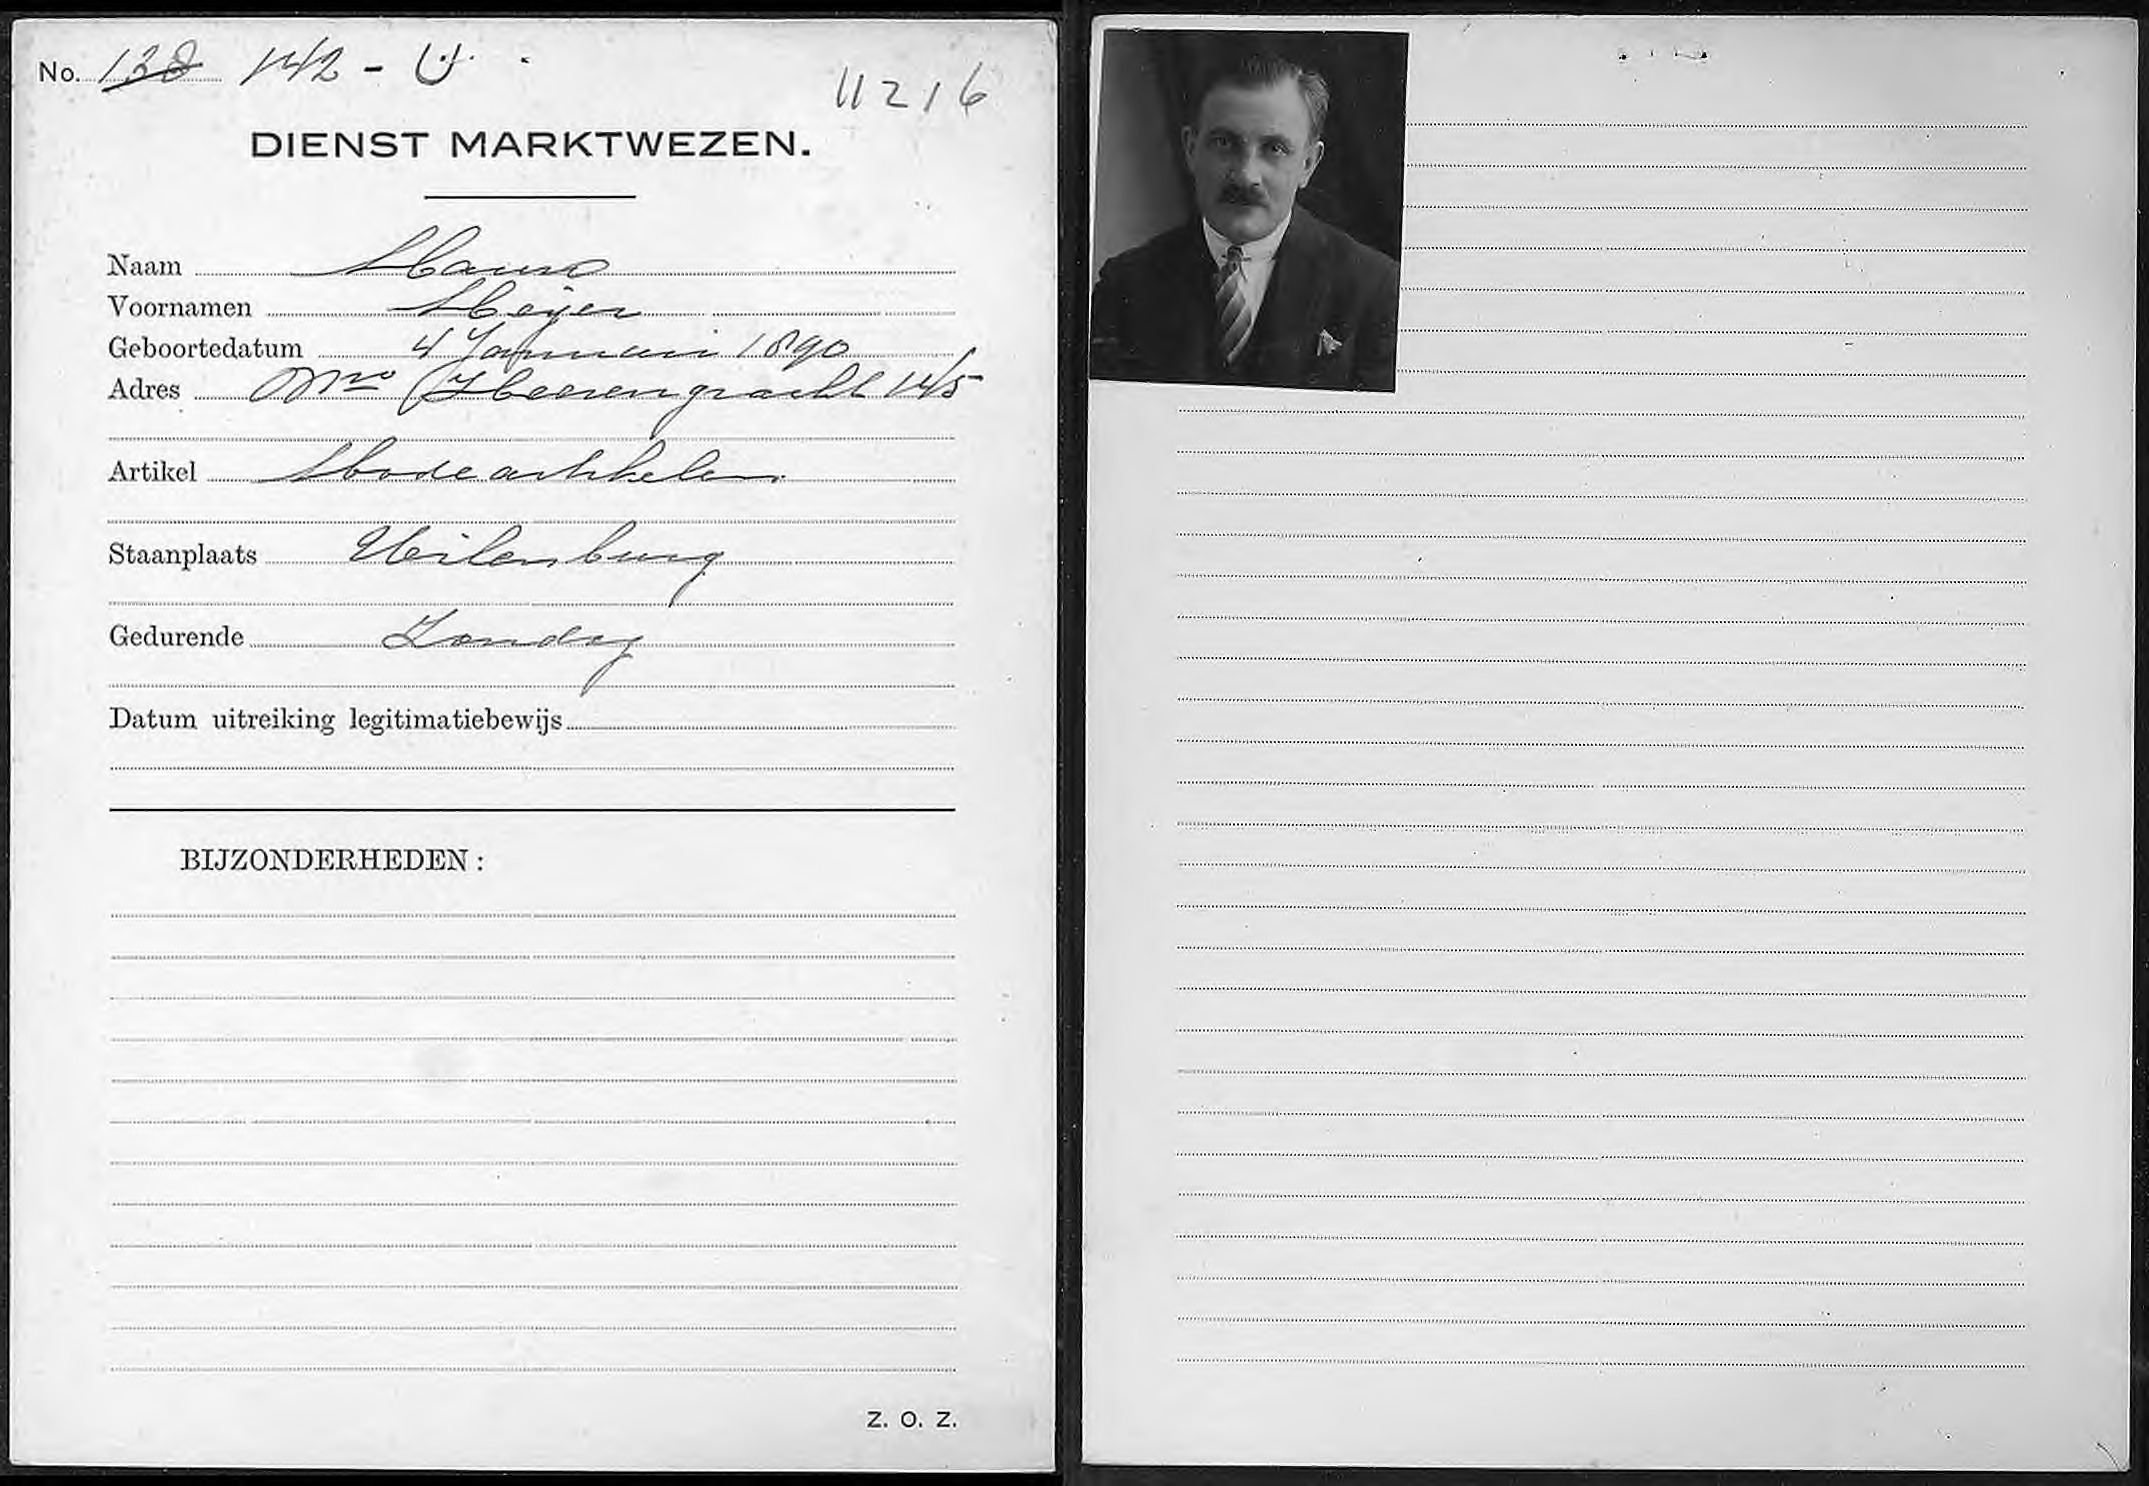 No. 138 142 - U.
11216
DIENST MARKTWEZEN.
Naam
Voornamen Meijer
Geboortedatum 4 Januari 1890
Adres Nwe Heerengracht 145
Artikel Modeartikelen
Staanplaats Uilenburg
Gedurende Zondag
Datum uitreiking legitimatiebewijs
BIJZONDERHEDEN :
Z. O. Z.